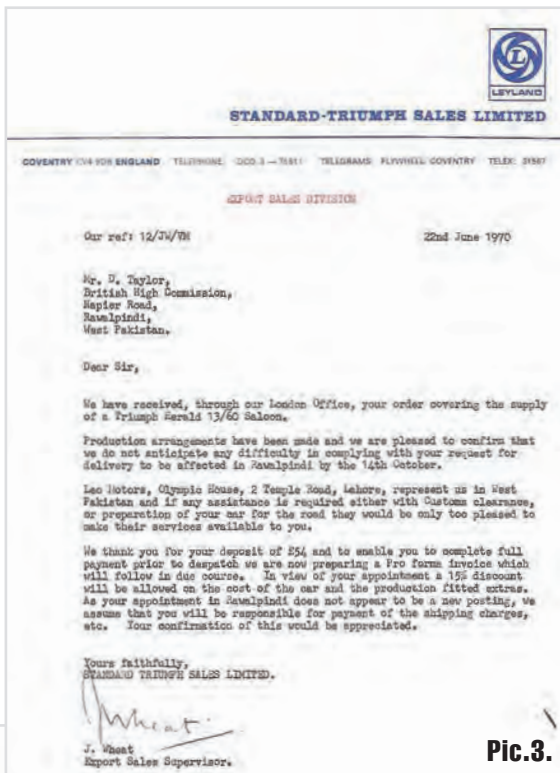 LEYLAND
STANDARD-TRIUMPH SALES LIMITED
COVENTRY ENGLAND TELEPHONE: TELEGRAMS: FLYWHEEL COVENTRY TELEX:
EXPORT SALES DIVISION
Our ref: 12/JW/VM 22nd June 1970
Mr. D. Taylor,
British High Commission,
Napier Road,
Rawalpindi,
West Pakistan.
Dear Sir,
We have received, through our London Office, your order covering the supply
of a Triumph Herald 13/60 Saloon.
Production arrangements have been made and we are pleased to confirm that
we do not anticipate any difficulty in complying with your request for
delivery to be affected in Rawalpindi by the 14th October.
Leo Motors, Olympic House, 2 Temple Road, Lahore, represent us in West
Pakistan and if any assistance is required either with Customs clearance,
or preparation of your car for the road they would be only too pleased to
make their services available to you.
We thank you for your deposit of £54 and to enable you to complete full
payment prior to despatch we are now preparing a Pro forma invoice which
will follow in due course. In view of your appointment a 15% discount
will be allowed on the cost of the car and the production fitted extras.
As your appointment in Rawalpindi does not appear to be a new posting, we
assume that you will be responsible for payment of the shipping charges,
etc. Your confirmation of this would be appreciated.
Yours faithfully,
STANDARD TRIUMPH SALES LIMITED.
J Wheat
J. Wheat
Export Sales Supervisor.
Pic.3.